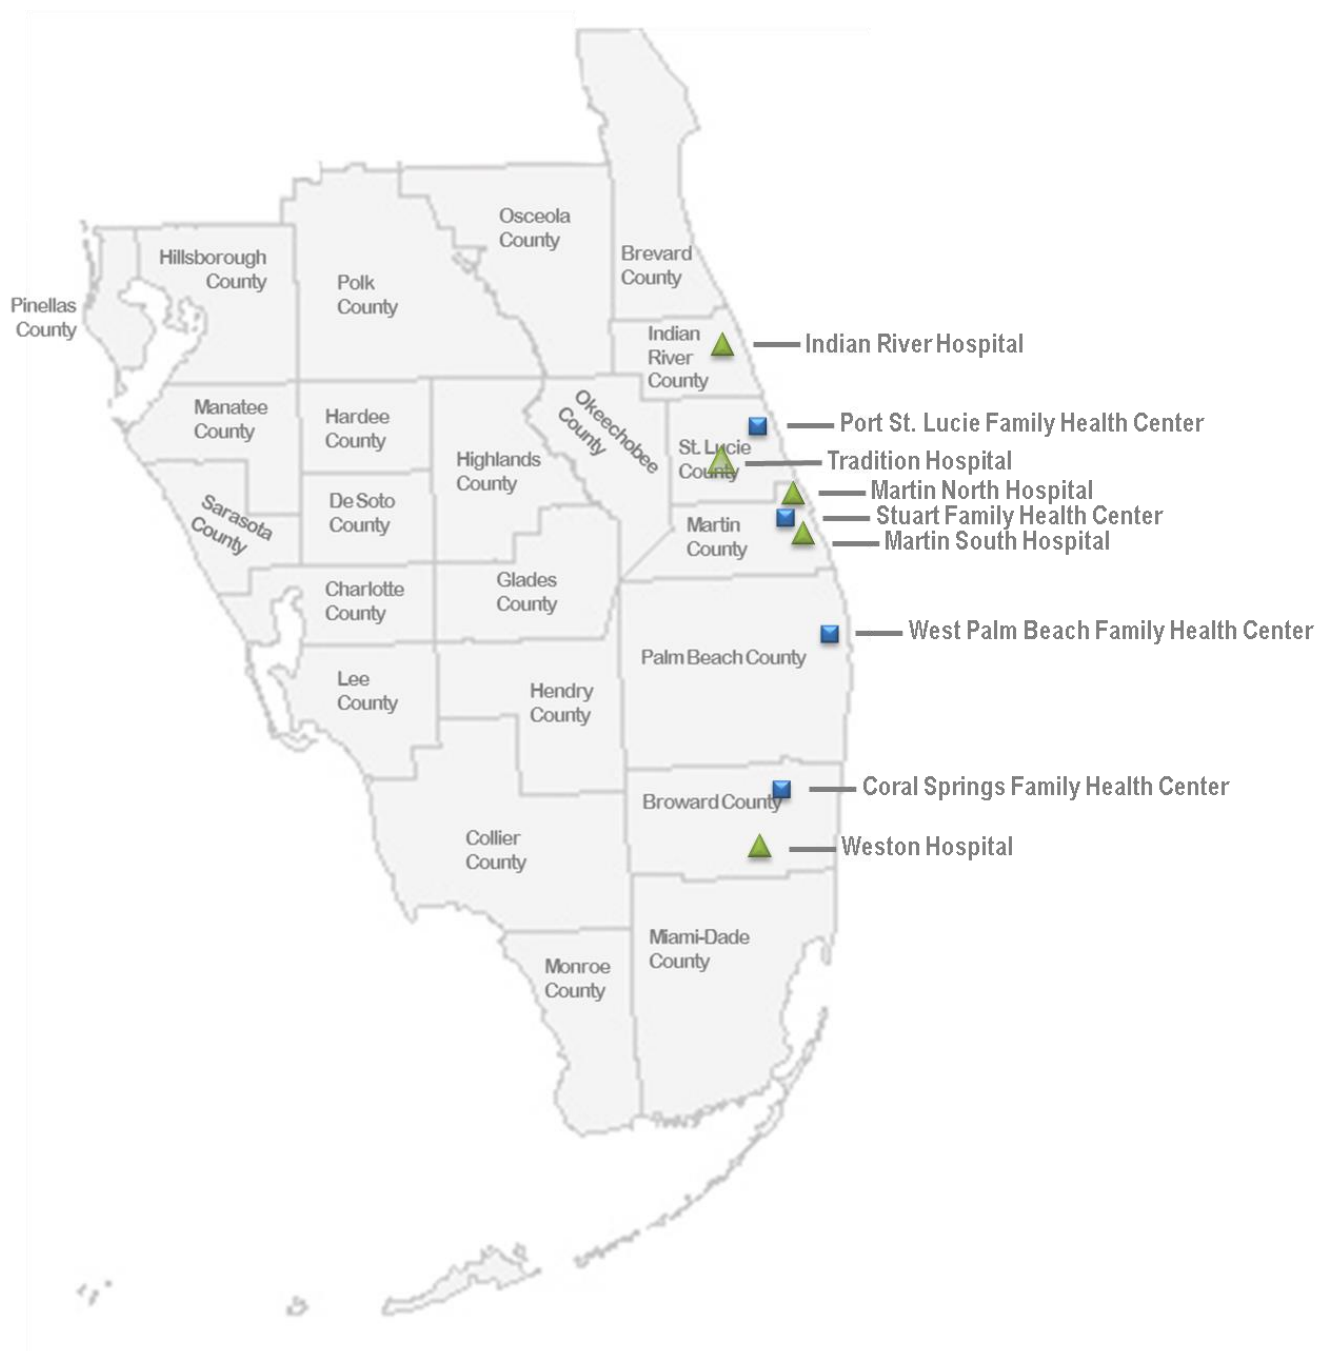 Osceola
County
Brevard
County
Hillsborough
County
Polk
County
Pinellas
County
Indian
River
County
Indian River Hospital
Manatee
County
Hardee
County
Okeechobee
County
Highlands
County
St. Lucie
County
Port St. Lucie Family Health Center
Tradition Hospital
Martin North Hospital
Stuart Family Health Center
Martin South Hospital
Sarasota
County
De Soto
County
Martin
County
Charlotte
County
Glades
County
West Palm Beach Family Health Center
Palm Beach County
Lee
County
Hendry
County
Coral Springs Family Health Center
Broward County
Weston Hospital
Collier
County
Miami-Dade
County
Monroe
County